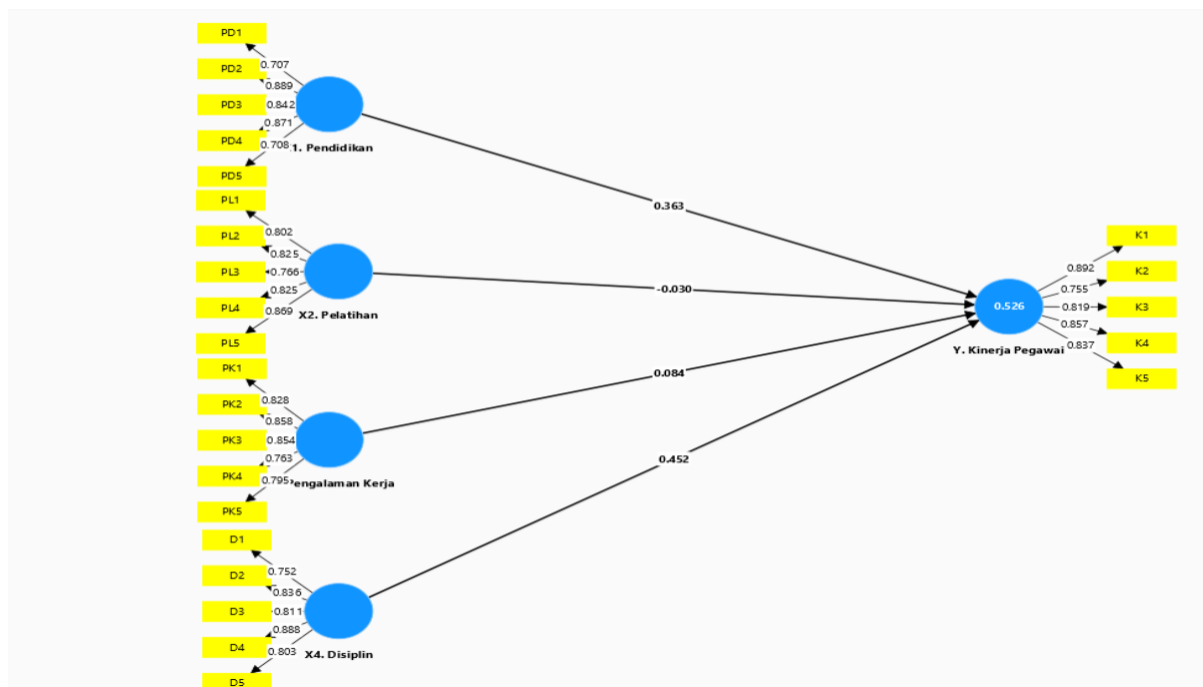 PD1
0.707
PD2
0.889
PD3
0.842
0.871
PD4
0.708
1. Pendidikan
PD5
PL1
0.802
PL2
0.825
PL3
0.766
0.825
PL4
0.869
X2. Pelatihan
PL5
PK1
0.828
PK2
0.858
PK3
0.854
0.763
PK4
0.795
engalaman Kerja
PK5
D1
0.752
D2
0.836
D3
0.811
0.888
D4
0.803
X4. Disiplin
D5
0.363
-0.030
0.084
0.452
0.526
Y. Kinerja Pegawai
K1
0.892
K2
0.755
0.819
K3
0.857
K4
0.837
K5